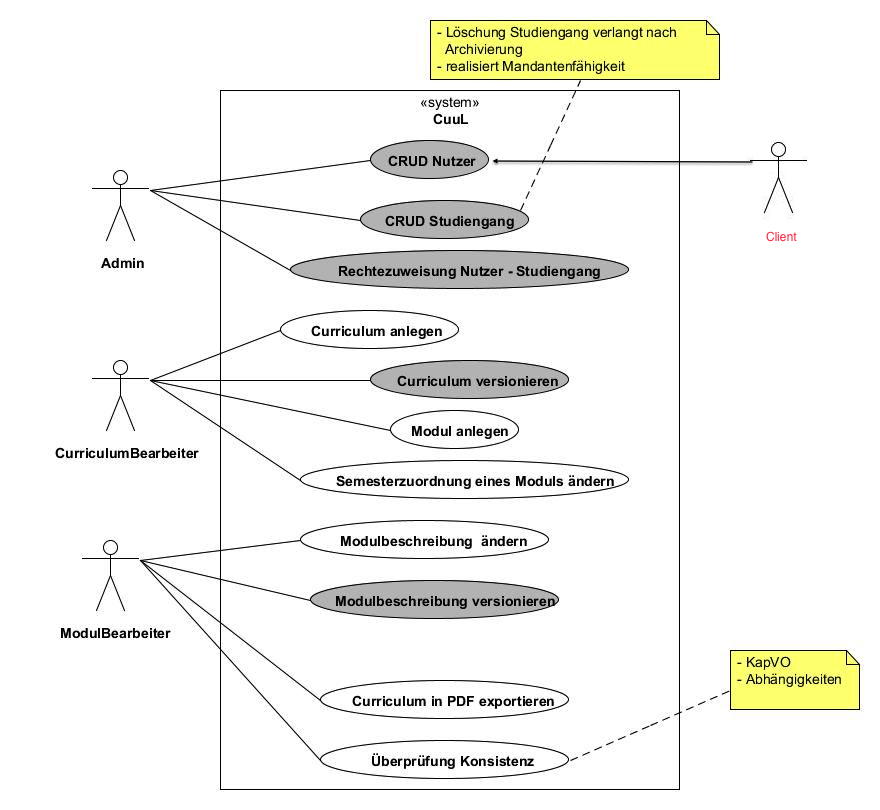 - Löschung Studiengang verlangt nach
Archivierung
- realisiert Mandantenfähigkeit
«system»
CuuL
CRUD Nutzer
Client
CRUD Studiengang
Admin
Rechtezuweisung Nutzer - Studiengang
Curriculum anlegen
Curriculum versionieren
CurriculumBearbeiter
Modul anlegen
Semesterzuordnung eines Moduls ändern
Modulbeschreibung ändern
Modulbeschreibung versionieren
ModulBearbeiter
- KapVO
- Abhängigkeiten
Curriculum in PDF exportieren
Überprüfung Konsistenz